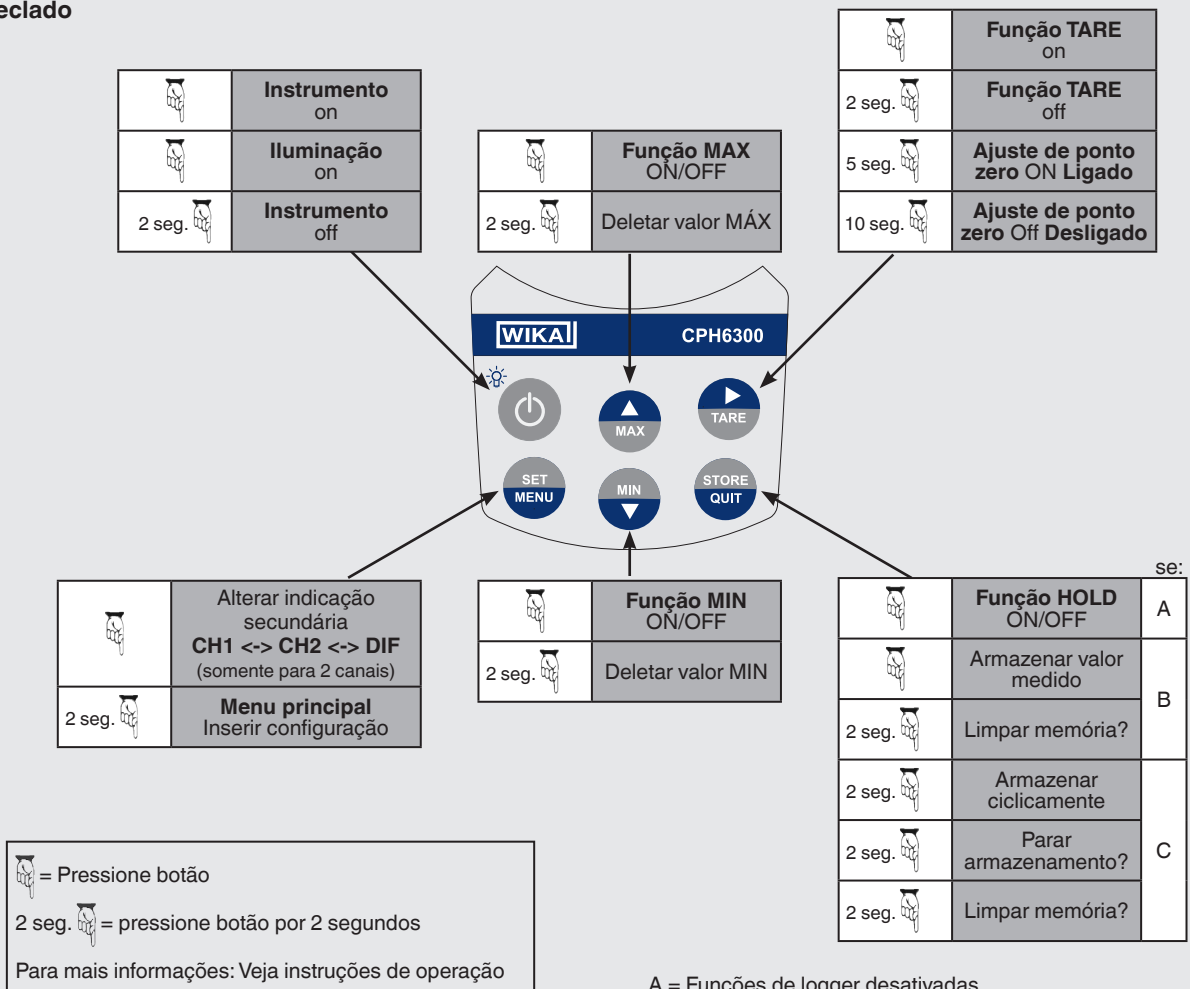 eclado
Instrumento
on
Iluminação
on
2 seg.
Instrumento
off
Função MAX
ON/OFF
2 seg.
Deletar valor MÁX
Função TARE
on
2 seg.
Função TARE
off
5 seg.
Ajuste de ponto
zero ON Ligado
10 seg.
Ajuste de ponto
zero Off Desligado
WIKA
CPH6300
MAX
TARE
SET
MENU
MIN
STORE
QUIT
Alterar indicação
secundária
CH1 <-> CH2 <-> DIF
(somente para 2 canais)
2 seg.
Menu principal
Inserir configuração
Função MIN
ON/OFF
2 seg.
Deletar valor MIN
se:
Função HOLD
ON/OFF
A
Armazenar valor
medido
B
2 seg.
Limpar memória?
2 seg.
Armazenar
ciclicamente
2 seg.
Parar
armazenamento?
C
2 seg.
Limpar memória?
= Pressione botão
2 seg. = pressione botão por 2 segundos
Para mais informações: Veja instruções de operação
A = Funções de logger desativadas